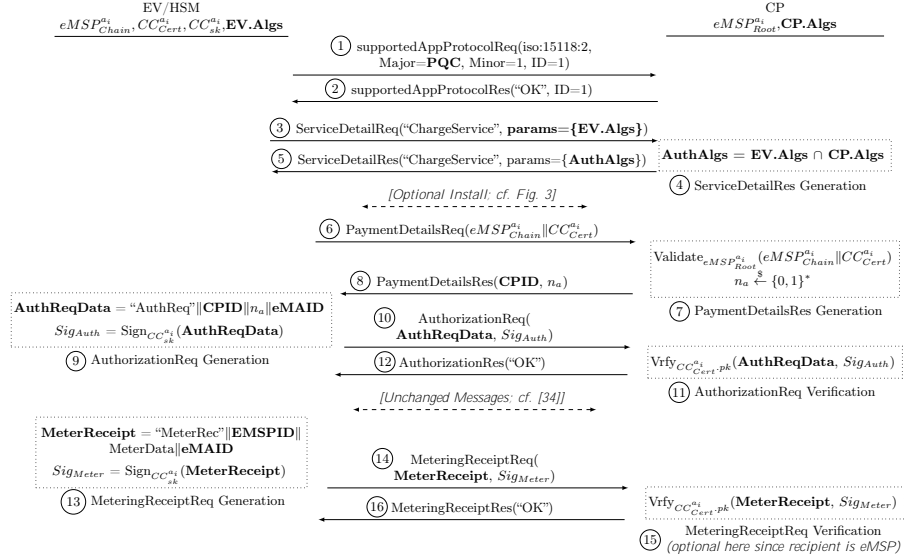 EV/HSM
eMSP^{a_i}_{Chain}, CC^{a_i}_{Cert}, CC^{a_i}_{sk}, EV.Algs
CP
eMSP^{a_i}_{Root}, CP.Algs
① supportedAppProtocolReq(iso:15118:2,
Major=PQC, Minor=1, ID=1)
② supportedAppProtocolRes(“OK”, ID=1)
③ ServiceDetailReq(“ChargeService”, params={EV.Algs})
AuthAlgs = EV.Algs ∩ CP.Algs
④ ServiceDetailRes Generation
⑤ ServiceDetailRes(“ChargeService”, params={AuthAlgs})
[Optional Install; cf. Fig. 3]
⑥ PaymentDetailsReq(eMSP^{a_i}_{Chain}||CC^{a_i}_{Cert})
Validate_{eMSP^{a_i}_{Root}}(eMSP^{a_i}_{Chain}||CC^{a_i}_{Cert})
n_a ←$ {0, 1}*
⑦ PaymentDetailsRes Generation
⑧ PaymentDetailsRes(CPID, n_a)
AuthReqData = “AuthReq”||CPID||n_a||eMAID
Sig_{Auth} = Sign_{CC^{a_i}_{sk}}(AuthReqData)
⑨ AuthorizationReq Generation
⑩ AuthorizationReq(
AuthReqData, Sig_{Auth})
Vrfy_{CC^{a_i}_{Cert}.pk}(AuthReqData, Sig_{Auth})
⑪ AuthorizationReq Verification
⑫ AuthorizationRes(“OK”)
[Unchanged Messages; cf. [34]]
MeterReceipt = “MeterRec”||EMSPID||
MeterData||eMAID
Sig_{Meter} = Sign_{CC^{a_i}_{sk}}(MeterReceipt)
⑬ MeteringReceiptReq Generation
⑭ MeteringReceiptReq(
MeterReceipt, Sig_{Meter})
Vrfy_{CC^{a_i}_{Cert}.pk}(MeterReceipt, Sig_{Meter})
⑮ MeteringReceiptReq Verification
(optional here since recipient is eMSP)
⑯ MeteringReceiptRes(“OK”)